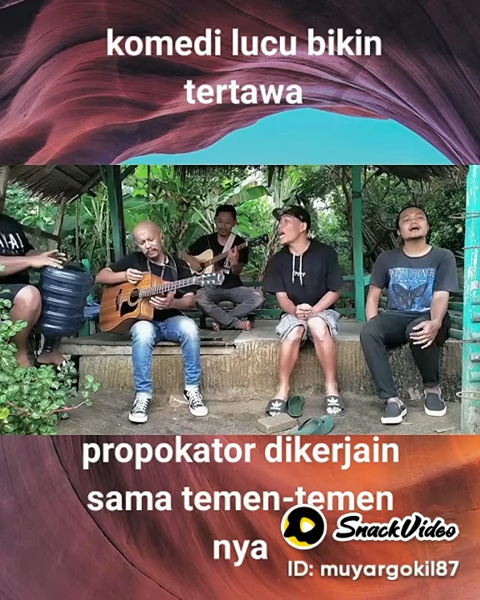 komedi lucu bikin
tertawa
propokator dikerjain
sama temen-temen
nya
SnackVideo
ID: muyargokil87